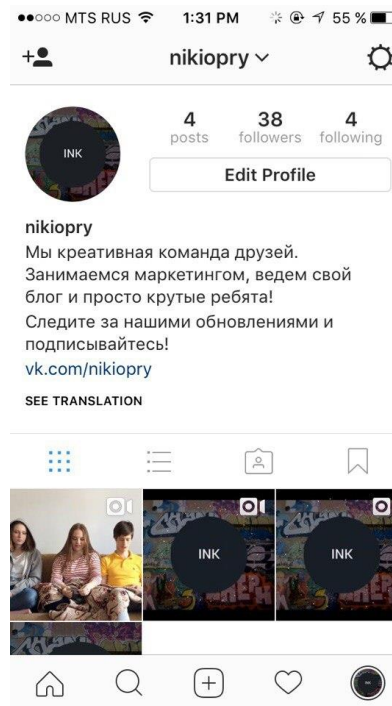 MTS RUS 1:31 PM 55 %
nikiopry
4 38 4
posts followers following
INK
Edit Profile
nikiopry
Мы креативная команда друзей.
Занимаемся маркетингом, ведем свой
блог и просто крутые ребята!
Следите за нашими обновлениями и
подписывайтесь!
vk.com/nikiopry
SEE TRANSLATION
INK INK